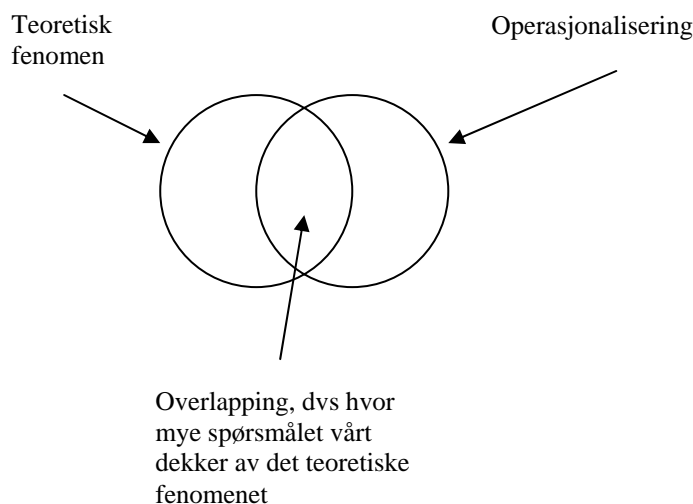 Teoretisk
fenomen
Operasjonalisering
Overlapping, dvs hvor
mye spørsmålet vårt
dekker av det teoretiske
fenomenet